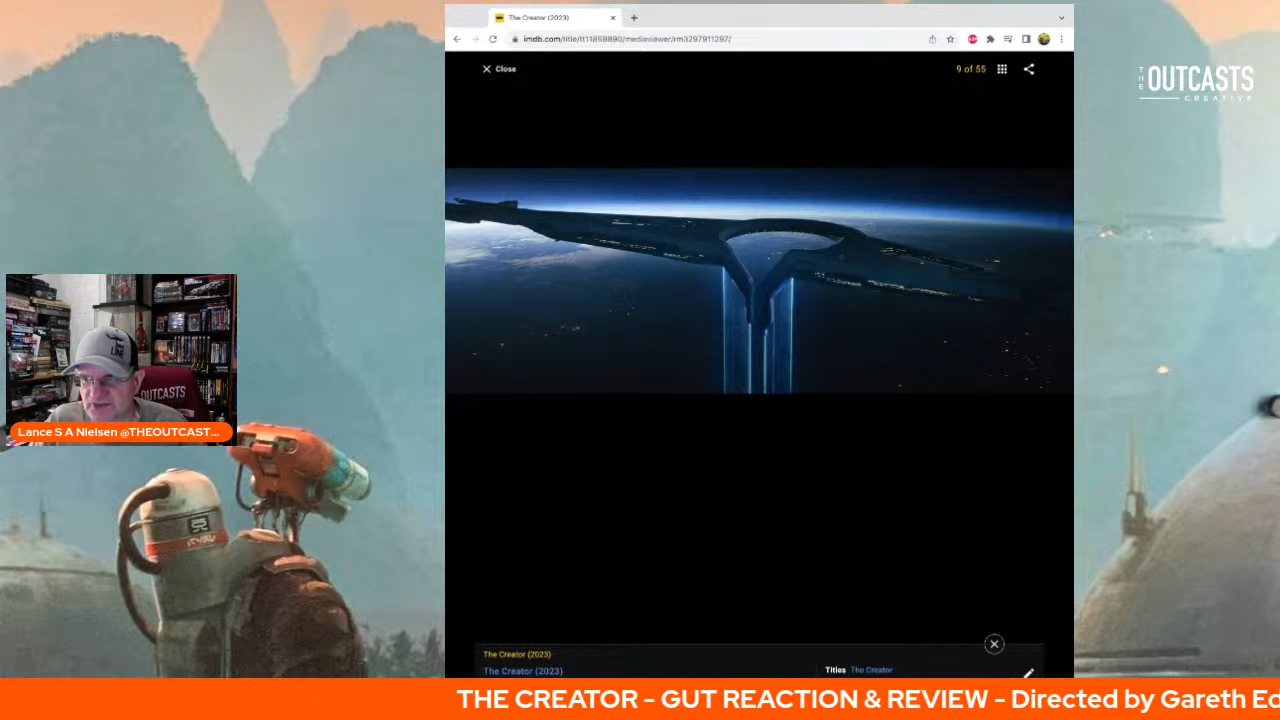 The Creator (2023)
imdb.com/title/tt11858890/mediaviewer/rm3297911297/
Close
9 of 55
THE OUTCASTS
CREATIVE
LINE
OUTCASTS
Lance S A Nielsen @THEOUTCAST...
The Creator (2023)
The Creator (2023)
Titles The Creator
THE CREATOR - GUT REACTION & REVIEW - Directed by Gareth Ed